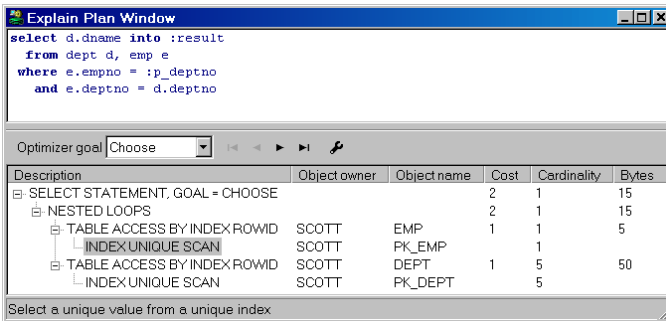 Explain Plan Window
select d.dname into :result
from dept d, emp e
where e.empno = :p_deptno
and e.deptno = d.deptno
Optimizer goal Choose
Description Object owner Object name Cost Cardinality Bytes
SELECT STATEMENT, GOAL = CHOOSE 2 1 15
NESTED LOOPS 2 1 15
TABLE ACCESS BY INDEX ROWID SCOTT EMP 1 1 5
INDEX UNIQUE SCAN SCOTT PK_EMP 1
TABLE ACCESS BY INDEX ROWID SCOTT DEPT 1 5 50
INDEX UNIQUE SCAN SCOTT PK_DEPT 5
Select a unique value from a unique index